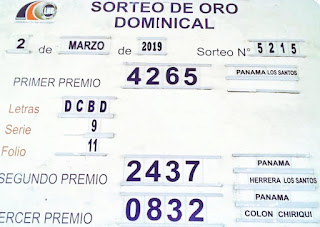 SORTEO DE ORO
DOMINICAL
2 de MARZO de 2019 Sorteo Nº 5215
PRIMER PREMIO 4265 PANAMA LOS SANTOS
Letras DCBD
Serie 9
Folio 11
SEGUNDO PREMIO 2437 PANAMA
HERRERA LOS SANTOS
TERCER PREMIO 0832 PANAMA
COLON CHIRIQUI